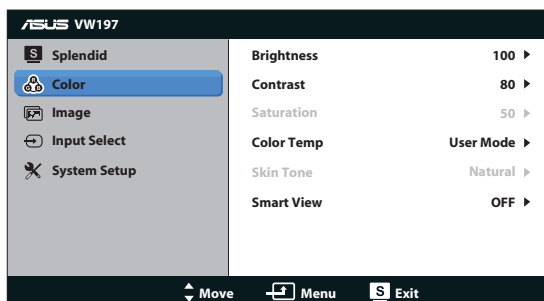 ASUS VW197
S Splendid
Color
Image
Input Select
System Setup
Brightness 100
Contrast 80
Saturation 50
Color Temp User Mode
Skin Tone Natural
Smart View OFF
Move Menu S Exit